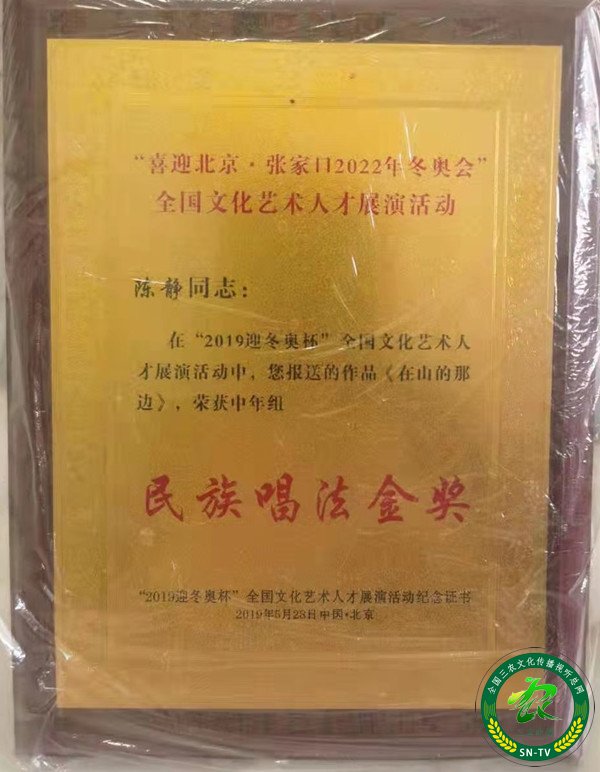 “喜迎北京·张家口2022年冬奥会”
全国文化艺术人才展演活动
陈静同志：
在“2019迎冬奥杯”全国文化艺术人
才展演活动中，您报送的作品《在山的那
边》，荣获中年组
民族唱法金奖
“2019迎冬奥杯”全国文化艺术人才展演活动纪念证书
2019年5月23日中国·北京
全国三农文化传播视听总网
SN-TV